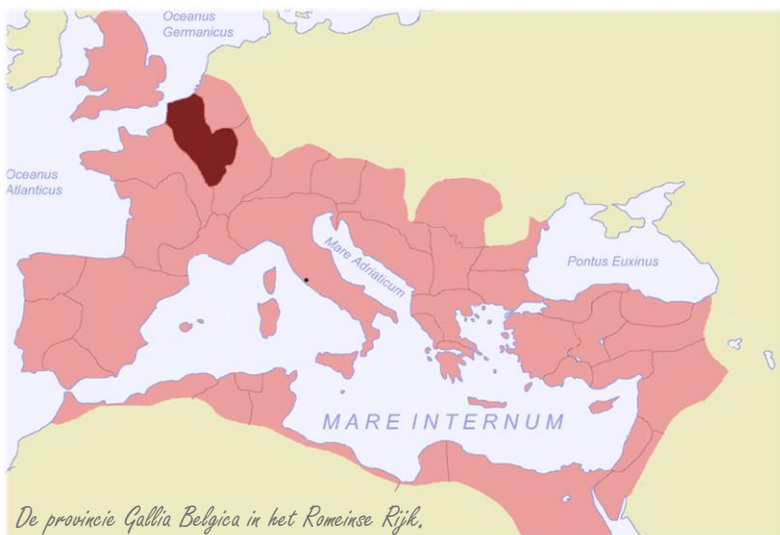 Oceanus
Germanicus
Oceanus
Atlanticus
Mare Adriaticum
Pontus Euxinus
MARE INTERNUM
De provincie Gallia Belgica in het Romeinse Rijk.